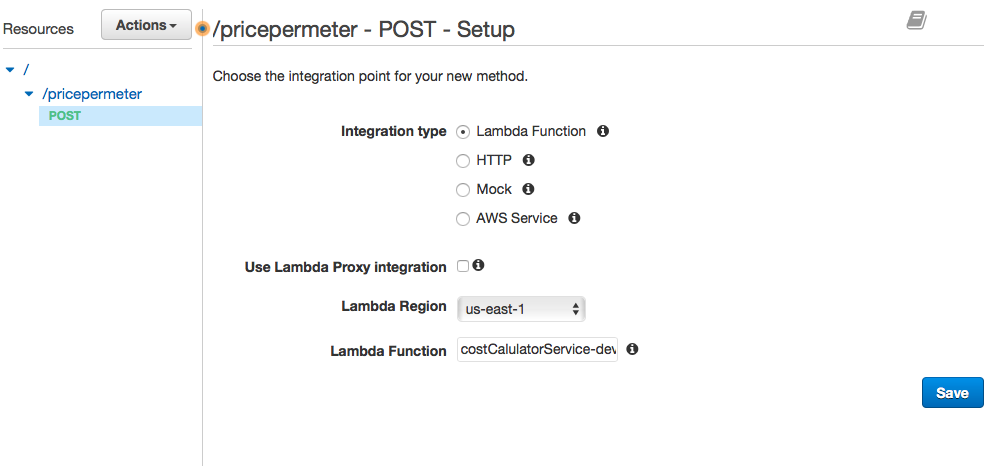 Resources
Actions
/pricepermeter - POST - Setup
/
/pricepermeter
POST
Choose the integration point for your new method.
Integration type
Lambda Function
HTTP
Mock
AWS Service
Use Lambda Proxy integration
Lambda Region us-east-1
Lambda Function costCalulatorService-dev
Save